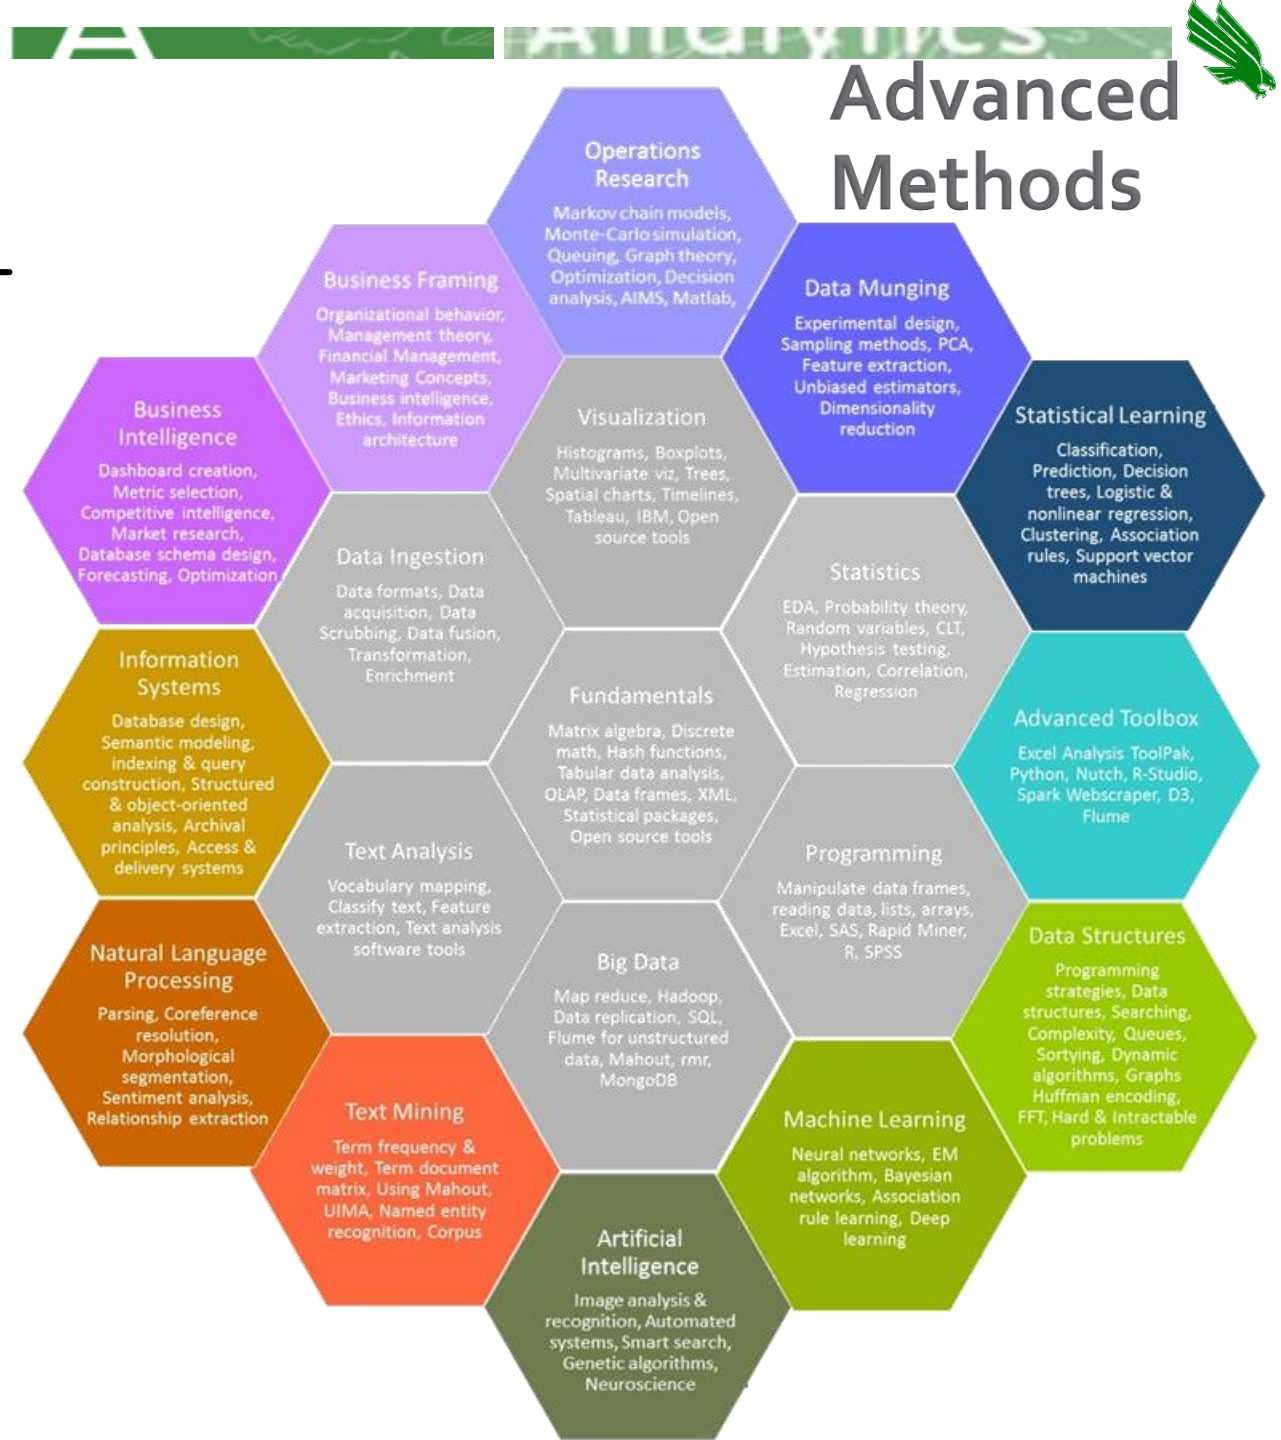 Analytics
Advanced
Methods
Operations
Research
Markov chain models,
Monte-Carlo simulation,
Queuing, Graph theory,
Optimization, Decision
analysis, AIMS, Matlab,
Business Framing
Organizational behavior,
Management theory,
Financial Management,
Marketing Concepts,
Business intelligence,
Ethics, Information
architecture
Data Munging
Experimental design,
Sampling methods, PCA,
Feature extraction,
Unbiased estimators,
Dimensionality
reduction
Business
Intelligence
Dashboard creation,
Metric selection,
Competitive intelligence,
Market research,
Database schema design,
Forecasting, Optimization
Visualization
Histograms, Boxplots,
Multivariate viz, Trees,
Spatial charts, Timelines,
Tableau, IBM, Open
source tools
Statistical Learning
Classification,
Prediction, Decision
trees, Logistic &
nonlinear regression,
Clustering, Association
rules, Support vector
machines
Data Ingestion
Data formats, Data
acquisition, Data
Scrubbing, Data fusion,
Transformation,
Enrichment
Statistics
EDA, Probability theory,
Random variables, CLT,
Hypothesis testing,
Estimation, Correlation,
Regression
Information
Systems
Database design,
Semantic modeling,
indexing & query
construction, Structured
& object-oriented
analysis, Archival
principles, Access &
delivery systems
Fundamentals
Matrix algebra, Discrete
math, Hash functions,
Tabular data analysis,
OLAP, Data frames, XML,
Statistical packages,
Open source tools
Advanced Toolbox
Excel Analysis ToolPak,
Python, Nutch, R-Studio,
Spark Webscraper, D3,
Flume
Text Analysis
Vocabulary mapping,
Classify text, Feature
extraction, Text analysis
software tools
Programming
Manipulate data frames,
reading data, lists, arrays,
Excel, SAS, Rapid Miner,
R, SPSS
Natural Language
Processing
Parsing, Coreference
resolution,
Morphological
segmentation,
Sentiment analysis,
Relationship extraction
Big Data
Map reduce, Hadoop,
Data replication, SQL,
Flume for unstructured
data, Mahout, rmr,
MongoDB
Data Structures
Programming
strategies, Data
structures, Searching,
Complexity, Queues,
Sortying, Dynamic
algorithms, Graphs
Huffman encoding,
FFT, Hard & Intractable
problems
Text Mining
Term frequency &
weight, Term document
matrix, Using Mahout,
UIMA, Named entity
recognition, Corpus
Machine Learning
Neural networks, EM
algorithm, Bayesian
networks, Association
rule learning, Deep
learning
Artificial
Intelligence
Image analysis &
recognition, Automated
systems, Smart search,
Genetic algorithms,
Neuroscience